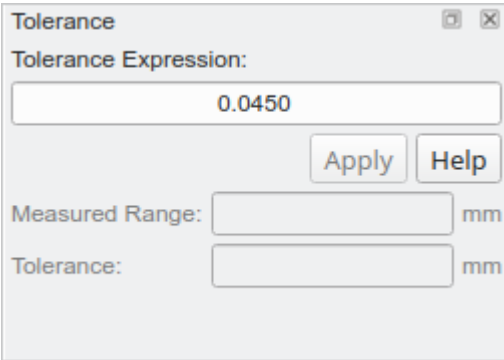 Tolerance
Tolerance Expression:
0.0450
Apply Help
Measured Range: mm
Tolerance: mm